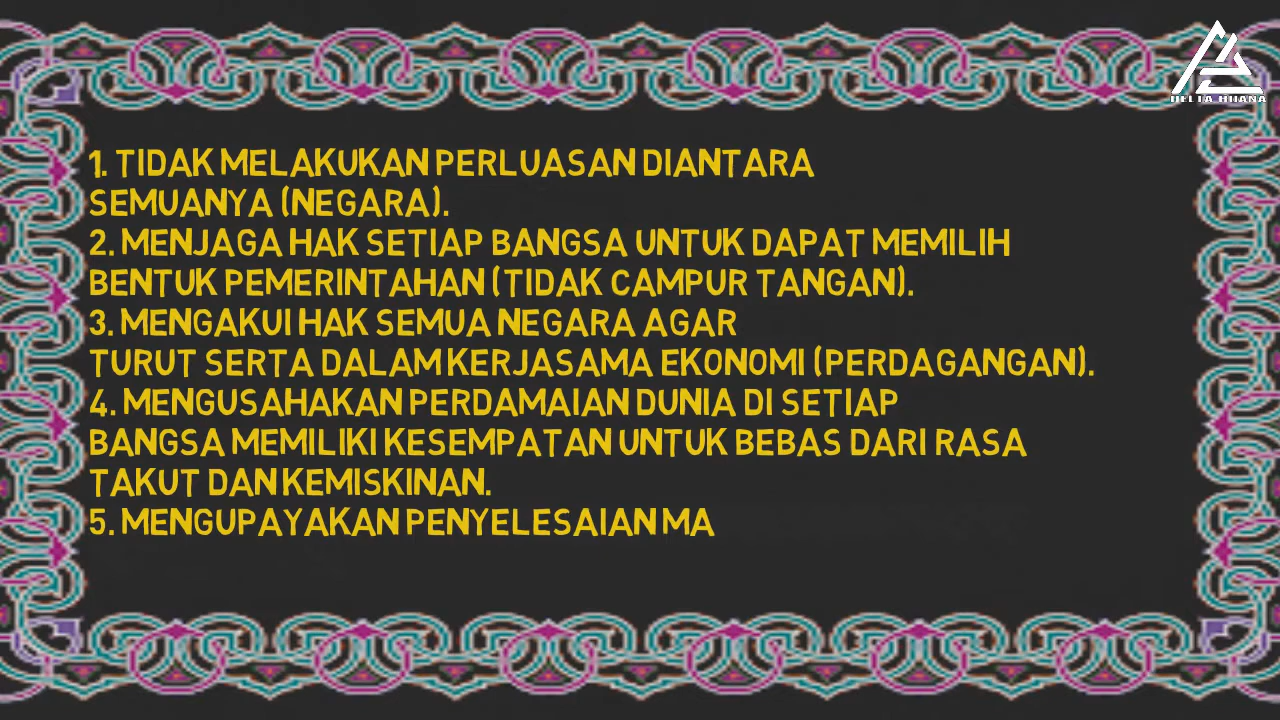 1. TIDAK MELAKUKAN PERLUASAN DIANTARA
SEMUANYA (NEGARA).
2. MENJAGA HAK SETIAP BANGSA UNTUK DAPAT MEMILIH
BENTUK PEMERINTAHAN (TIDAK CAMPUR TANGAN).
3. MENGAKUI HAK SEMUA NEGARA AGAR
TURUT SERTA DALAM KERJASAMA EKONOMI (PERDAGANGAN).
4. MENGUSAHAKAN PERDAMAIAN DUNIA DI SETIAP
BANGSA MEMILIKI KESEMPATAN UNTUK BEBAS DARI RASA
TAKUT DAN KEMISKINAN.
5. MENGUPAYAKAN PENYELESAIAN MA